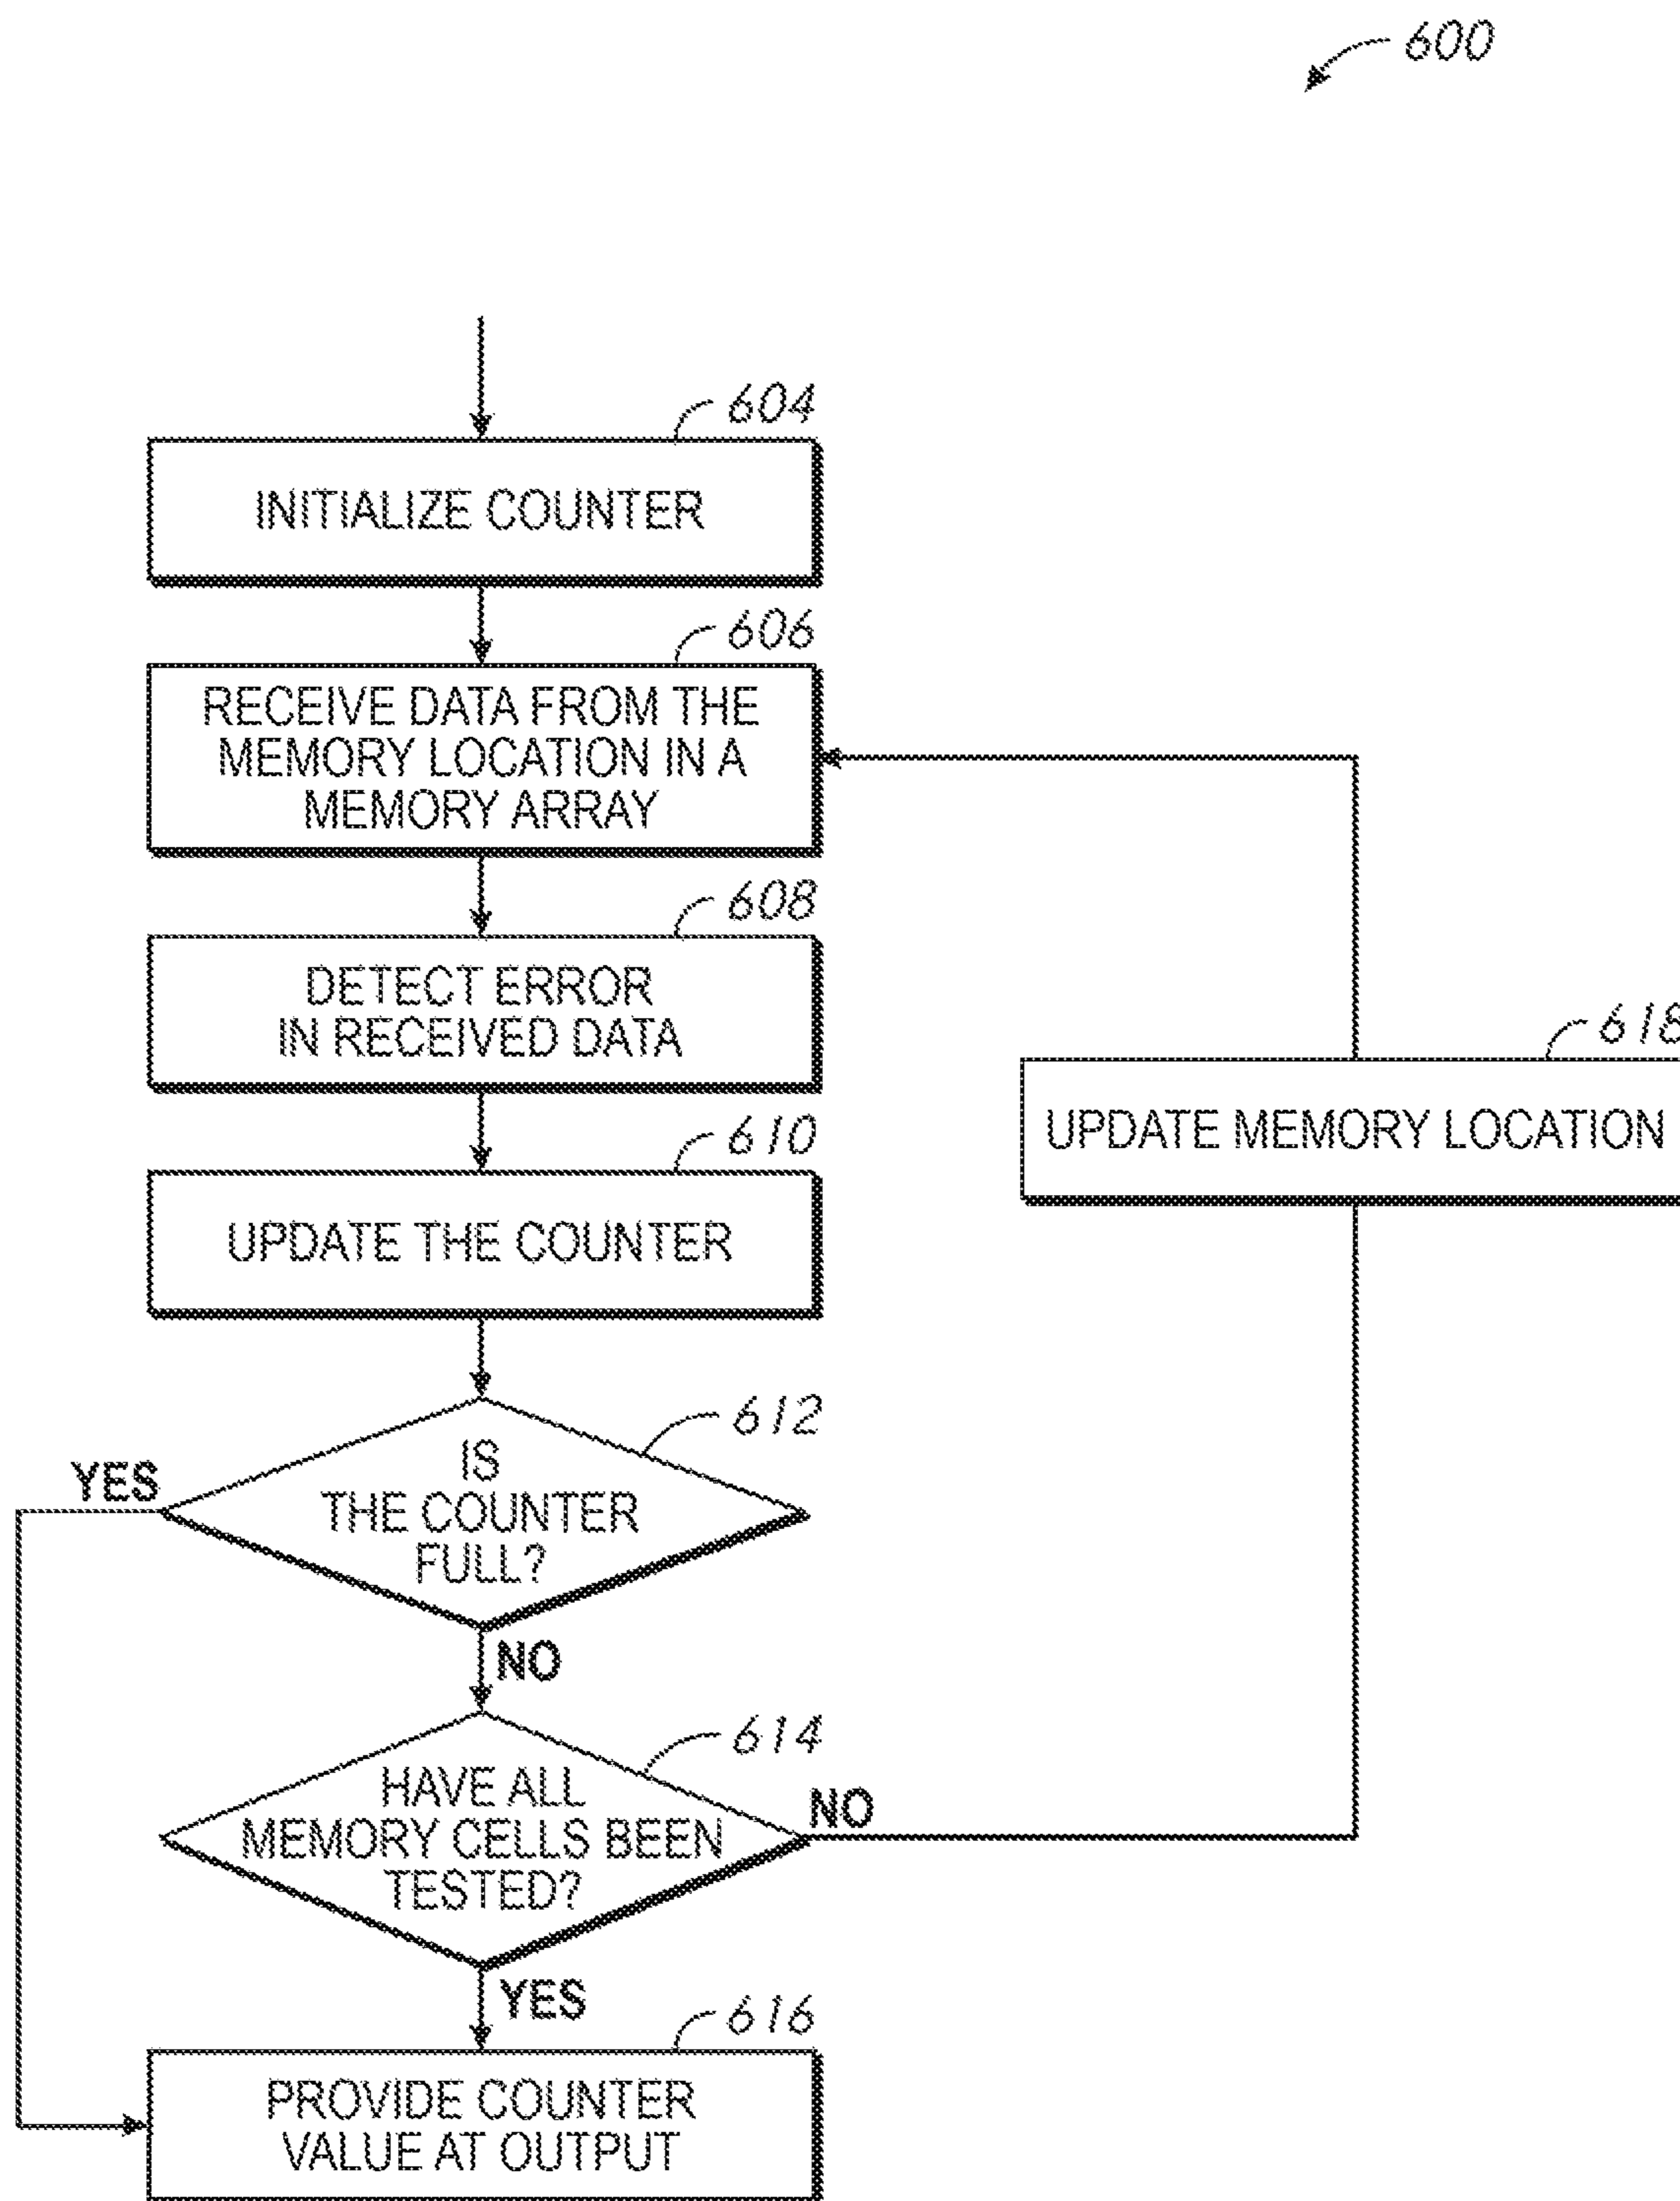 600
604
INITIALIZE COUNTER
606
RECEIVE DATA FROM THE
MEMORY LOCATION IN A
MEMORY ARRAY
608
DETECT ERROR
IN RECEIVED DATA
618
UPDATE MEMORY LOCATION
610
UPDATE THE COUNTER
612
YES
IS
THE COUNTER
FULL?
NO
614
HAVE ALL
MEMORY CELLS BEEN
TESTED?
NO
YES
616
PROVIDE COUNTER
VALUE AT OUTPUT